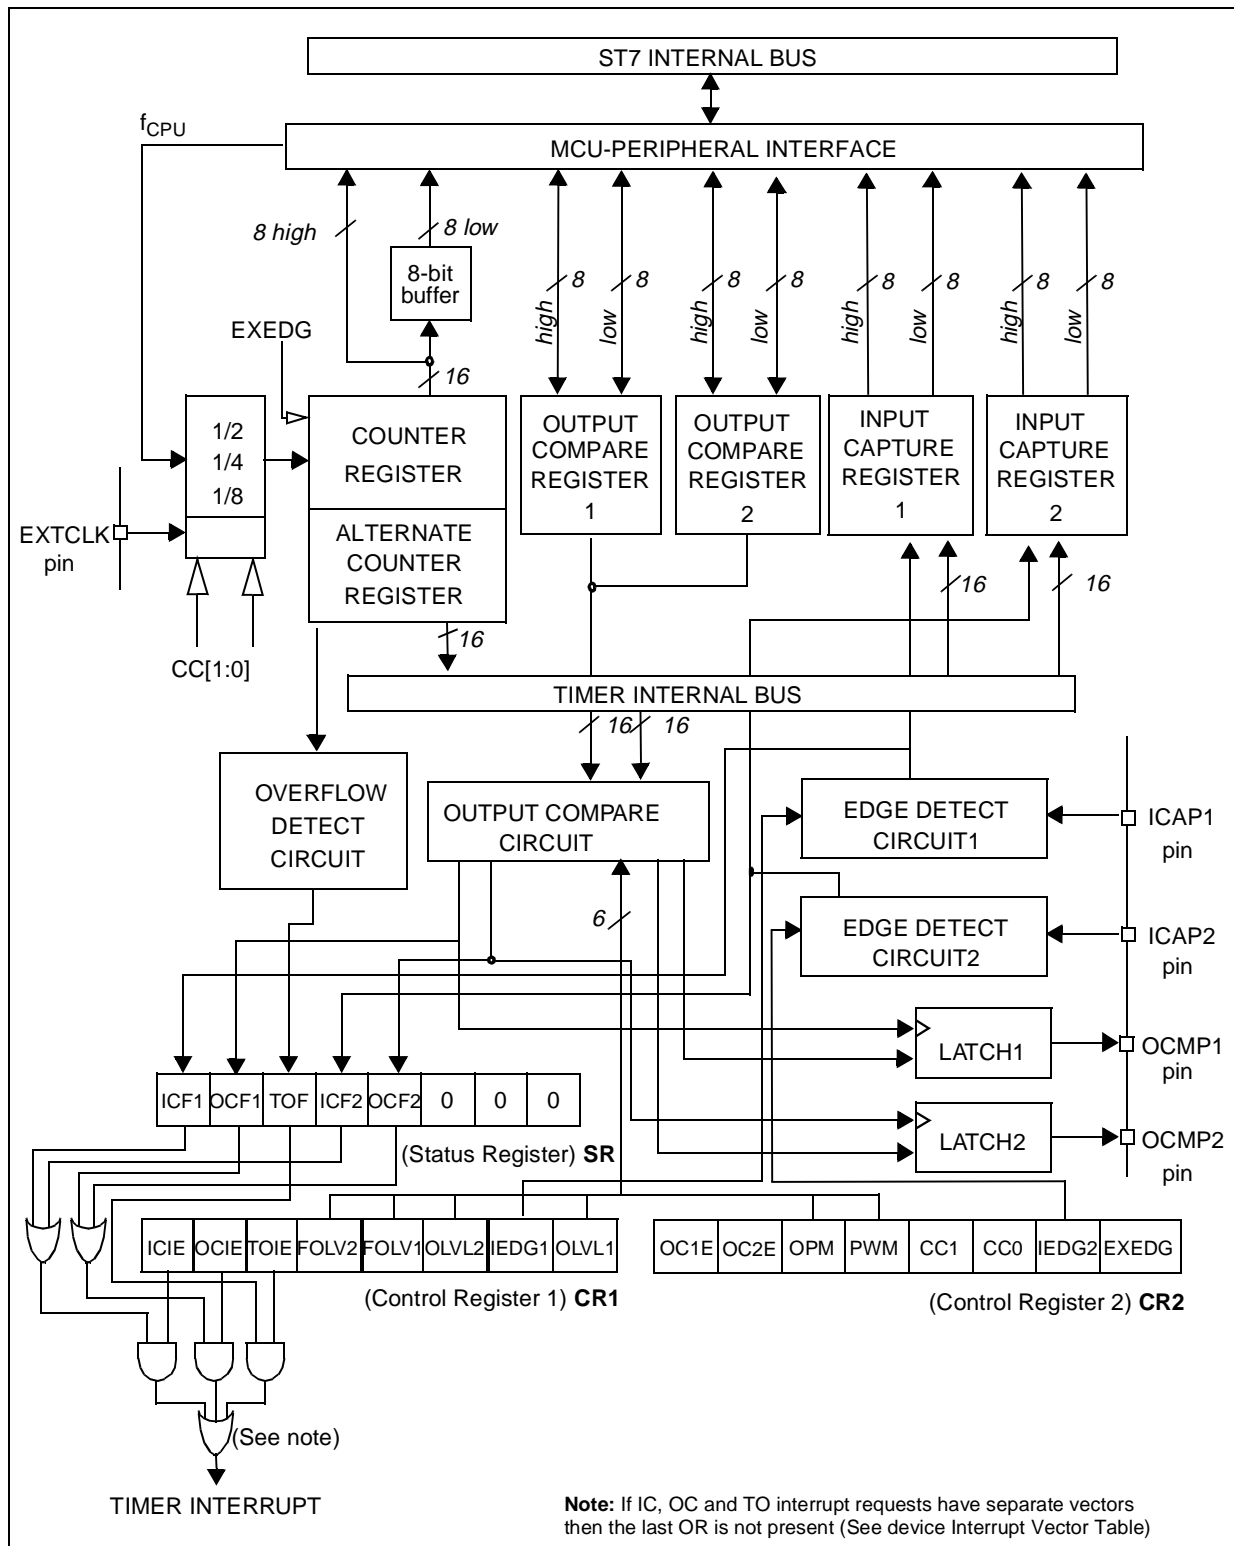 ST7 INTERNAL BUS
fCPU
MCU-PERIPHERAL INTERFACE
8 high
8 low
8-bit
buffer
high
8
low
8
high
8
low
8
high
8
low
8
high
8
low
8
EXEDG
16
1/2
1/4
1/8
COUNTER
REGISTER
OUTPUT
COMPARE
REGISTER
1
OUTPUT
COMPARE
REGISTER
2
INPUT
CAPTURE
REGISTER
1
INPUT
CAPTURE
REGISTER
2
EXTCLK
pin
ALTERNATE
COUNTER
REGISTER
16
16
16
CC[1:0]
TIMER INTERNAL BUS
16
16
OVERFLOW
DETECT
CIRCUIT
OUTPUT COMPARE
CIRCUIT
EDGE DETECT
CIRCUIT1
ICAP1
pin
6
EDGE DETECT
CIRCUIT2
ICAP2
pin
LATCH1
OCMP1
pin
ICF1 OCF1 TOF ICF2 OCF2 0 0 0
(Status Register) SR
LATCH2
OCMP2
pin
ICIE OCIE TOIE FOLV2 FOLV1 OLVL2 IEDG1 OLVL1
(Control Register 1) CR1
OC1E OC2E OPM PWM CC1 CC0 IEDG2 EXEDG
(Control Register 2) CR2
(See note)
TIMER INTERRUPT
Note: If IC, OC and TO interrupt requests have separate vectors
then the last OR is not present (See device Interrupt Vector Table)